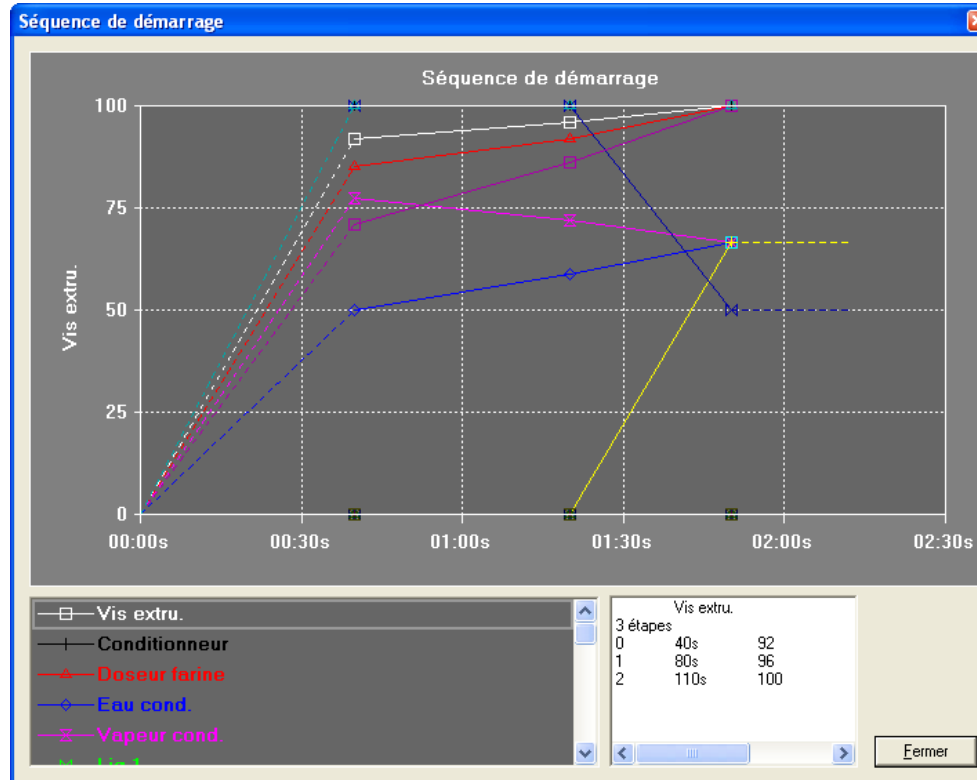 Séquence de démarrage
Séquence de démarrage
Vis extru.
100
75
50
25
0
00:00s 00:30s 01:00s 01:30s 02:00s 02:30s
Vis extru.
Conditionneur
Doseur farine
Eau cond.
Vapeur cond.
Vis extru.
3 étapes
0 40s 92
1 80s 96
2 110s 100
Fermer